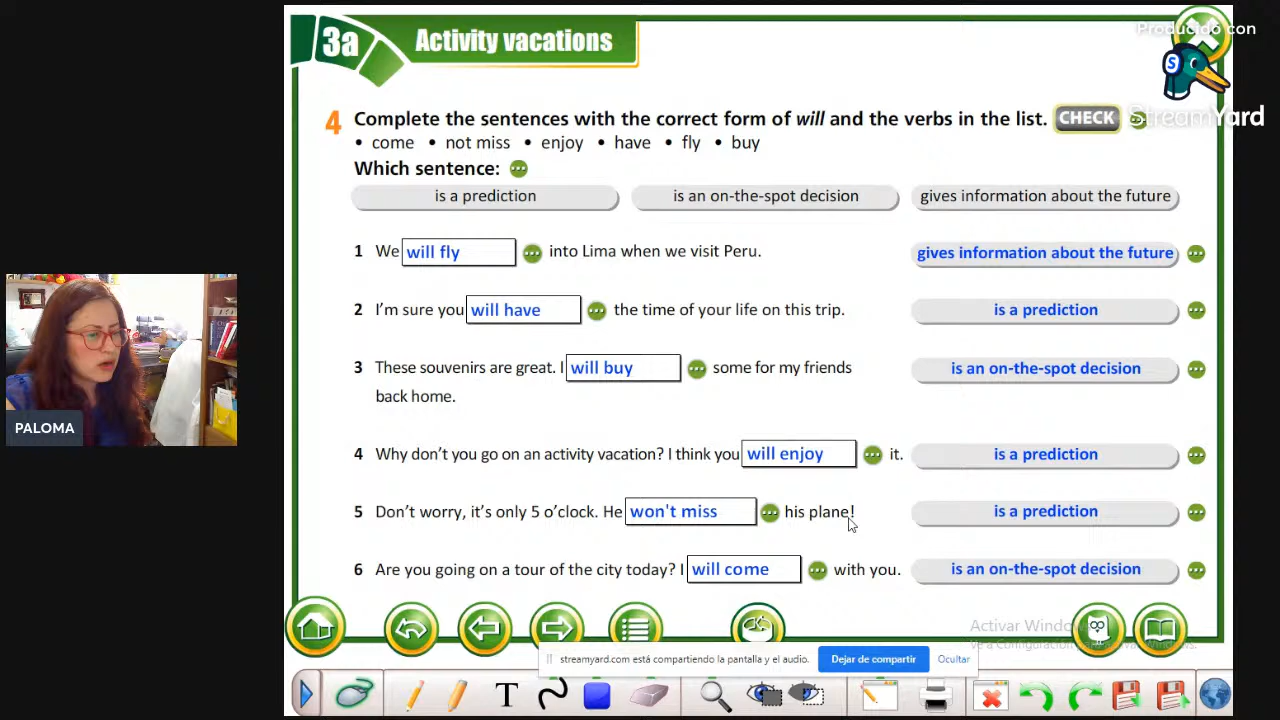 3a Activity vacations
Producido con
StreamYard
4 Complete the sentences with the correct form of will and the verbs in the list. CHECK
• come • not miss • enjoy • have • fly • buy
Which sentence:
is a prediction is an on-the-spot decision gives information about the future
1 We will fly into Lima when we visit Peru. gives information about the future
2 I'm sure you will have the time of your life on this trip. is a prediction
3 These souvenirs are great. I will buy some for my friends is an on-the-spot decision
back home.
PALOMA
4 Why don't you go on an activity vacation? I think you will enjoy it. is a prediction
5 Don't worry, it's only 5 o'clock. He won't miss his plane! is a prediction
6 Are you going on a tour of the city today? I will come with you. is an on-the-spot decision
Activar Windows
streamyard.com está compartiendo la pantalla y el audio. Dejar de compartir Ocultar
T